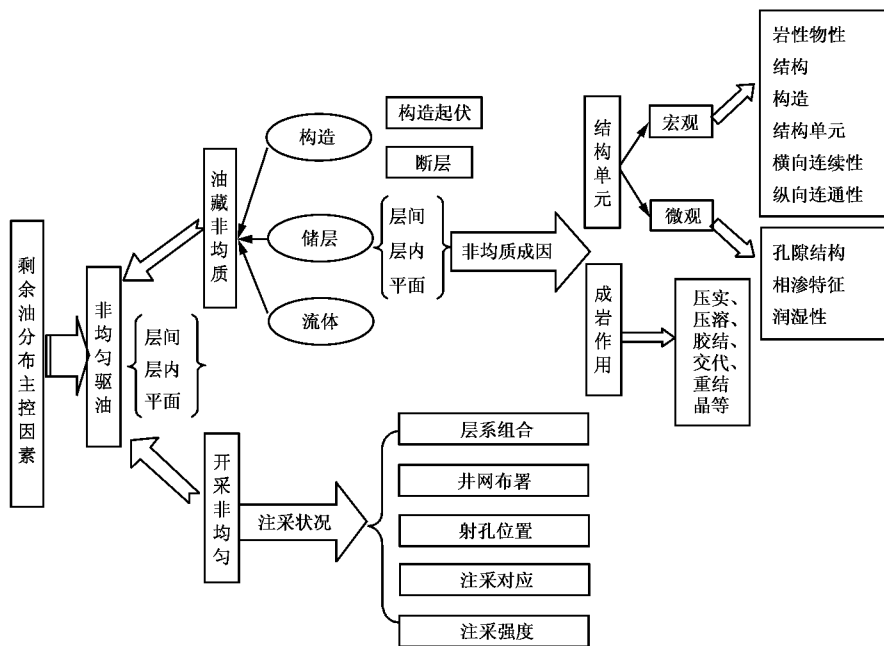 剩余油分布主控因素
非均匀驱油
层间
层内
平面
油藏非均质
构造
储层
流体
构造起伏
断层
层间
层内
平面
非均质成因
结构单元
宏观
微观
岩性物性
结构
构造
结构单元
横向连续性
纵向连通性
孔隙结构
相渗特征
润湿性
成岩作用
压实、
压溶、
胶结、
交代、
重结
晶等
开采非均匀
注采状况
层系组合
井网布署
射孔位置
注采对应
注采强度